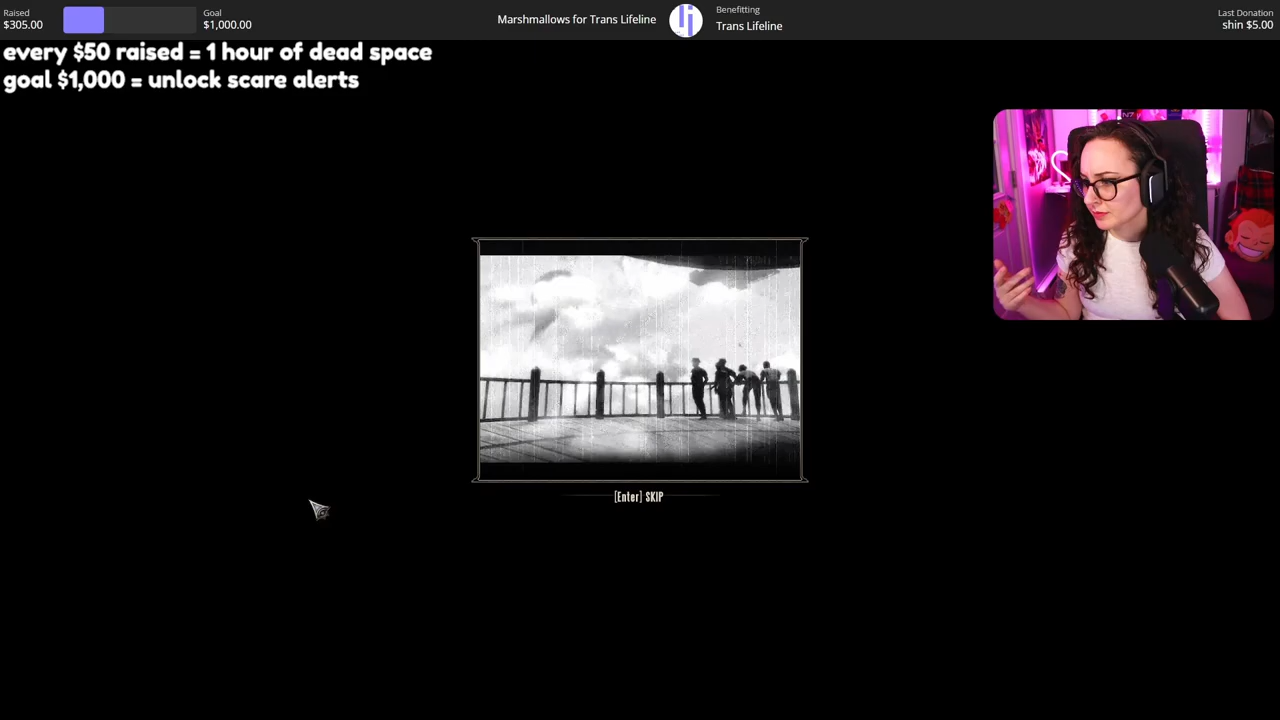 Raised
$305.00
Goal
$1,000.00
Marshmallows for Trans Lifeline
Benefitting
Trans Lifeline
Last Donation
shin $5.00
every $50 raised = 1 hour of dead space
goal $1,000 = unlock scare alerts
N7
[Enter] SKIP